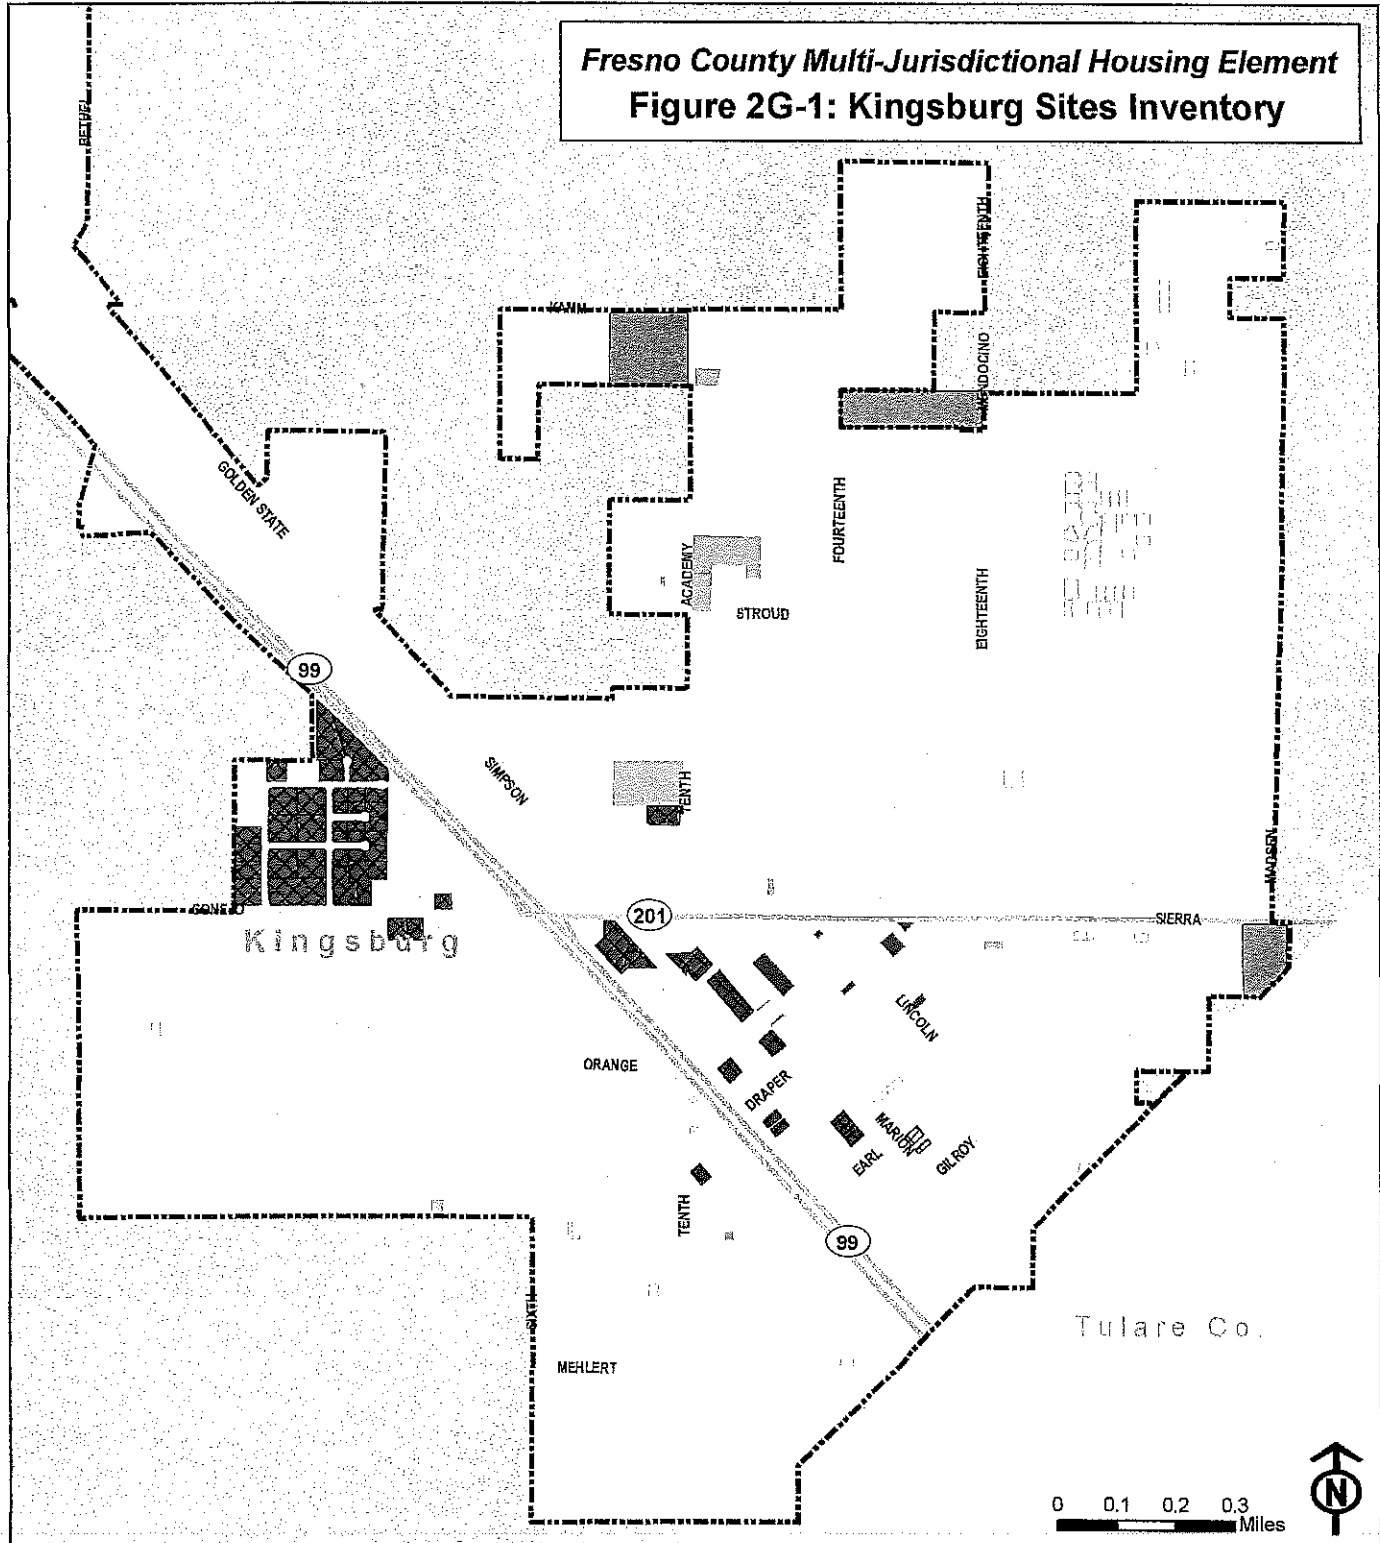 Fresno County Multi-Jurisdictional Housing Element
Figure 2G-1: Kingsburg Sites Inventory
BETHEL
EIGHTEENTH
KAMM
MENDOCINO
GOLDEN STATE
FOURTEENTH
ACADEMY
STROUD
EIGHTEENTH
99
SIMPSON
TENTH
MADSEN
CONEJO
201
SIERRA
Kingsburg
LINCOLN
ORANGE
DRAPER
MARION
EARL
GILROY
TENTH
99
SIXTH
Tulare Co.
MEHLERT
0 0.1 0.2 0.3
Miles
N